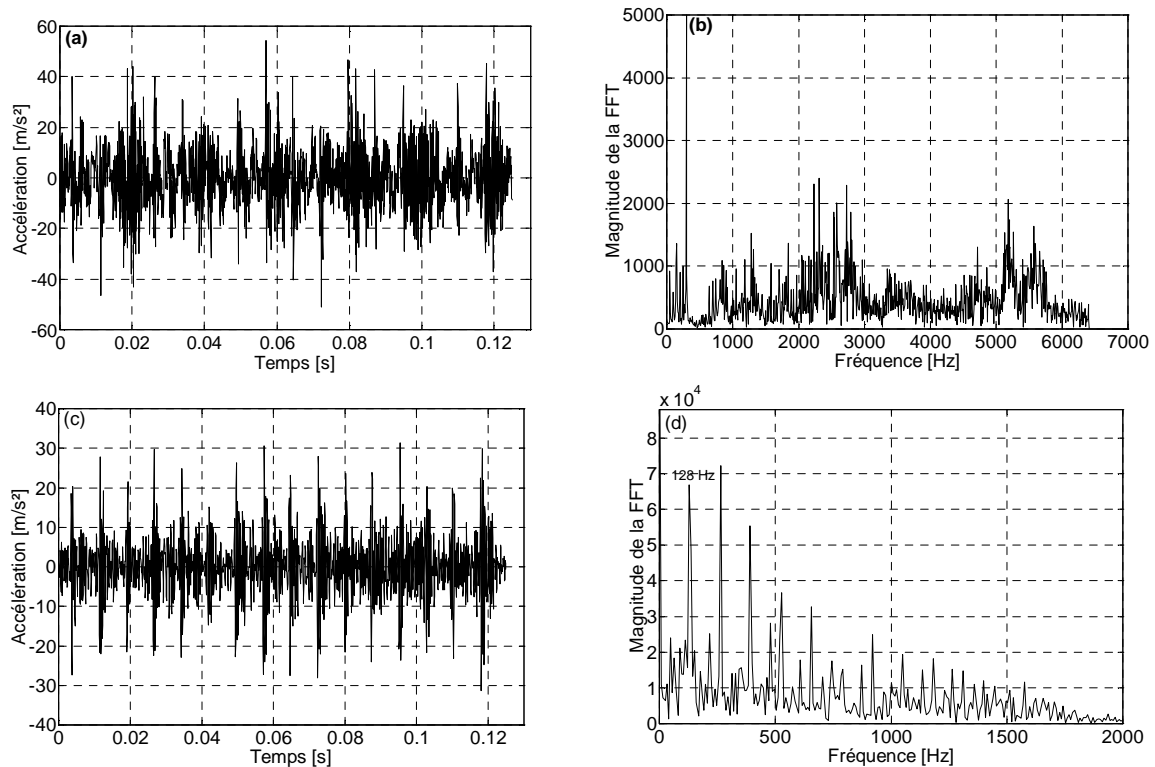 (a)
Accélération [m/s²]
60
40
20
0
-20
-40
-60
0 0.02 0.04 0.06 0.08 0.1 0.12
Temps [s]
(b)
Magnitude de la FFT
5000
4000
3000
2000
1000
0
0 1000 2000 3000 4000 5000 6000 7000
Fréquence [Hz]
(c)
Accélération [m/s²]
40
30
20
10
0
-10
-20
-30
-40
0 0.02 0.04 0.06 0.08 0.1 0.12
Temps [s]
x 10⁴
(d)
Magnitude de la FFT
8
7
6
5
4
3
2
1
0
128 Hz
0 500 1000 1500 2000
Fréquence [Hz]